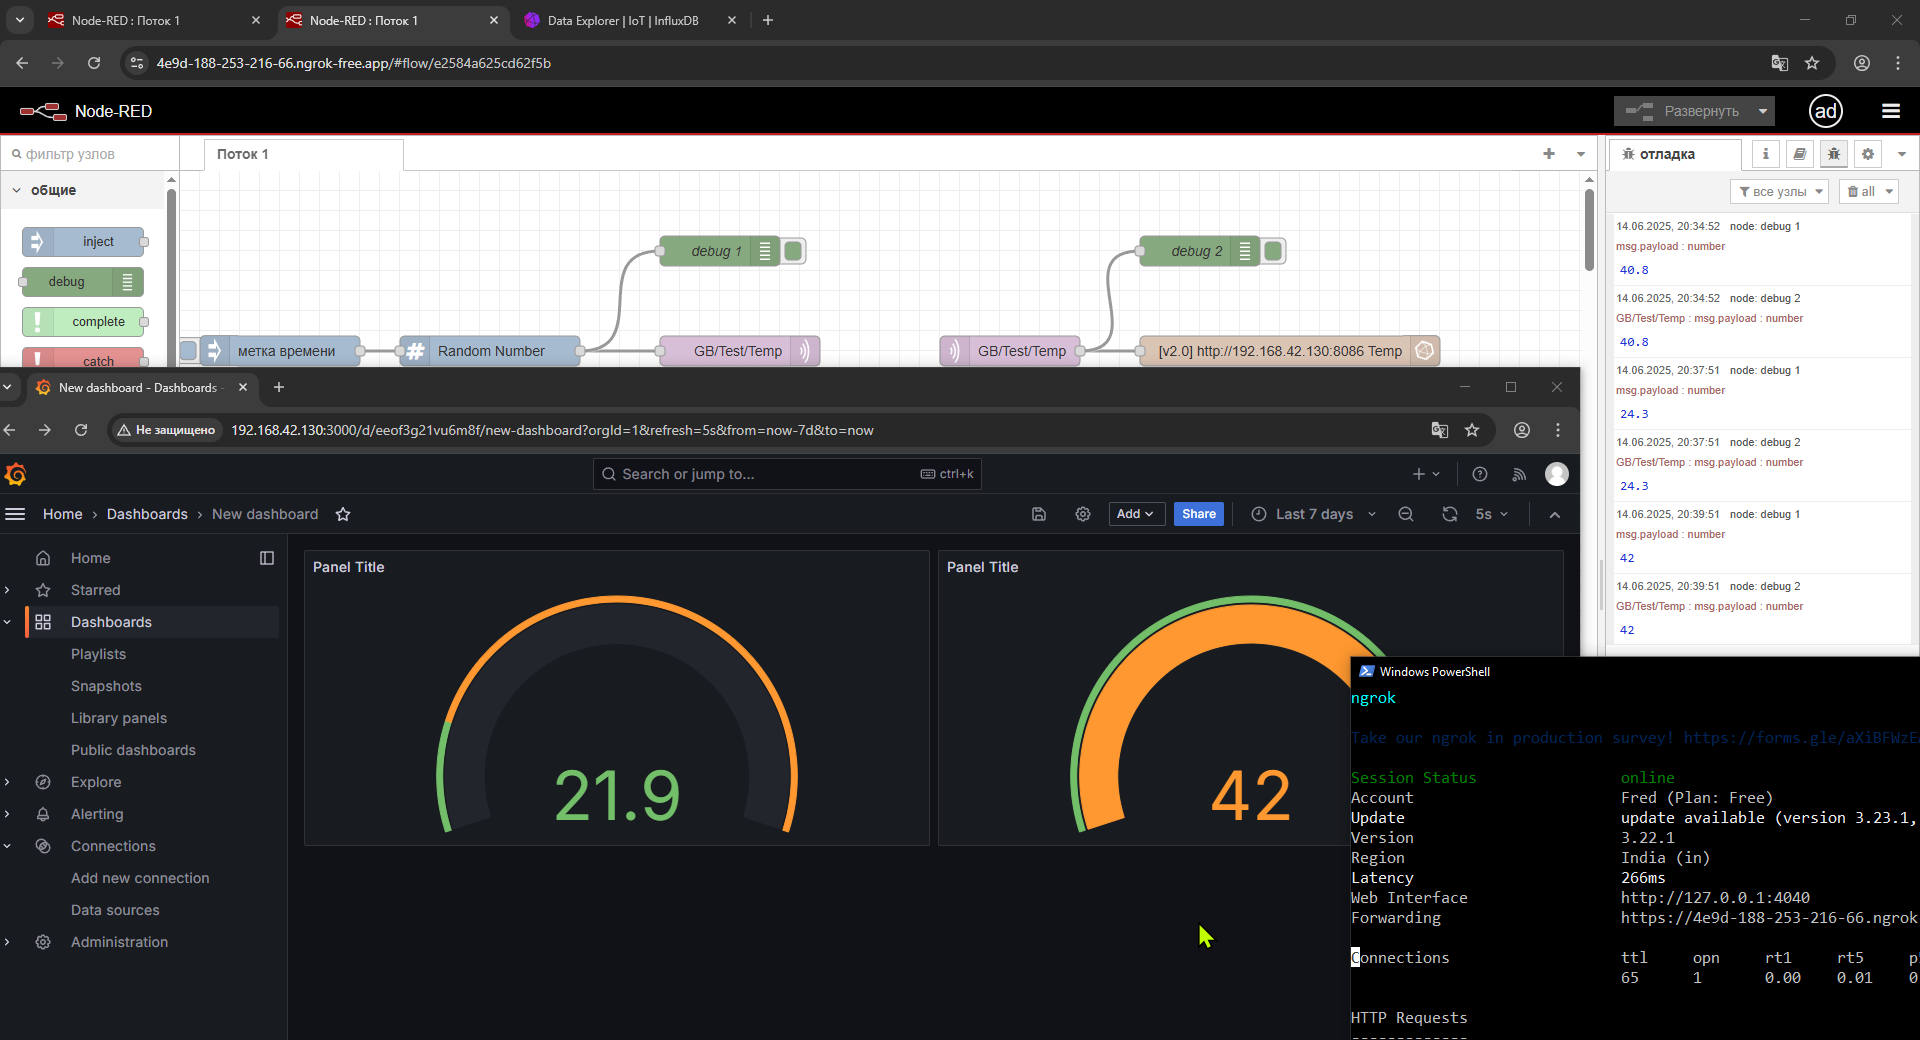 Node-RED : Поток 1
Node-RED : Поток 1
Data Explorer | IoT | InfluxDB
4e9d-188-253-216-66.ngrok-free.app/#flow/e2584a625cd62f5b
Node-RED
Развернуть
ad
фильтр узлов
Поток 1
отладка
общие
все узлы
all
inject
debug
complete
catch
debug 1
debug 2
метка времени
Random Number
GB/Test/Temp
GB/Test/Temp
[v2.0] http://192.168.42.130:8086 Temp
14.06.2025, 20:34:52 node: debug 1
msg.payload : number
40.8
14.06.2025, 20:34:52 node: debug 2
GB/Test/Temp : msg.payload : number
40.8
14.06.2025, 20:37:51 node: debug 1
msg.payload : number
24.3
14.06.2025, 20:37:51 node: debug 2
GB/Test/Temp : msg.payload : number
24.3
14.06.2025, 20:39:51 node: debug 1
msg.payload : number
42
14.06.2025, 20:39:51 node: debug 2
GB/Test/Temp : msg.payload : number
42
New dashboard - Dashboards
Не защищено
192.168.42.130:3000/d/eeof3g21vu6m8f/new-dashboard?orgId=1&refresh=5s&from=now-7d&to=now
Search or jump to...
ctrl+k
Home › Dashboards › New dashboard
Add
Share
Last 7 days
5s
Home
Starred
Dashboards
Playlists
Snapshots
Library panels
Public dashboards
Explore
Alerting
Connections
Add new connection
Data sources
Administration
Panel Title
21.9
Panel Title
42
Windows PowerShell
ngrok
Take our ngrok in production survey! https://forms.gle/aXiBFWzE
Session Status online
Account Fred (Plan: Free)
Update update available (version 3.23.1,
Version 3.22.1
Region India (in)
Latency 266ms
Web Interface http://127.0.0.1:4040
Forwarding https://4e9d-188-253-216-66.ngrok
Connections ttl opn rt1 rt5
65 1 0.00 0.01
HTTP Requests
-------------